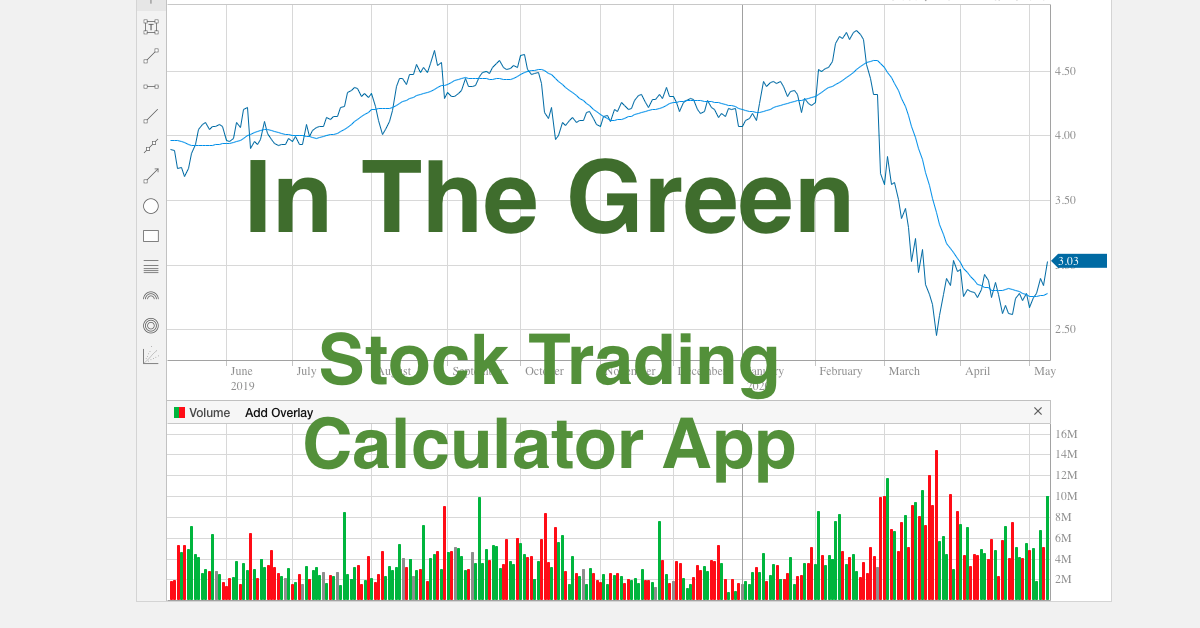 T
4.50
4.00
In The Green
3.50
3.03
2.50
Stock Trading
June July August October November December January February March April May
2019
Volume Add Overlay ×
Calculator App
16M
14M
12M
10M
8M
6M
4M
2M